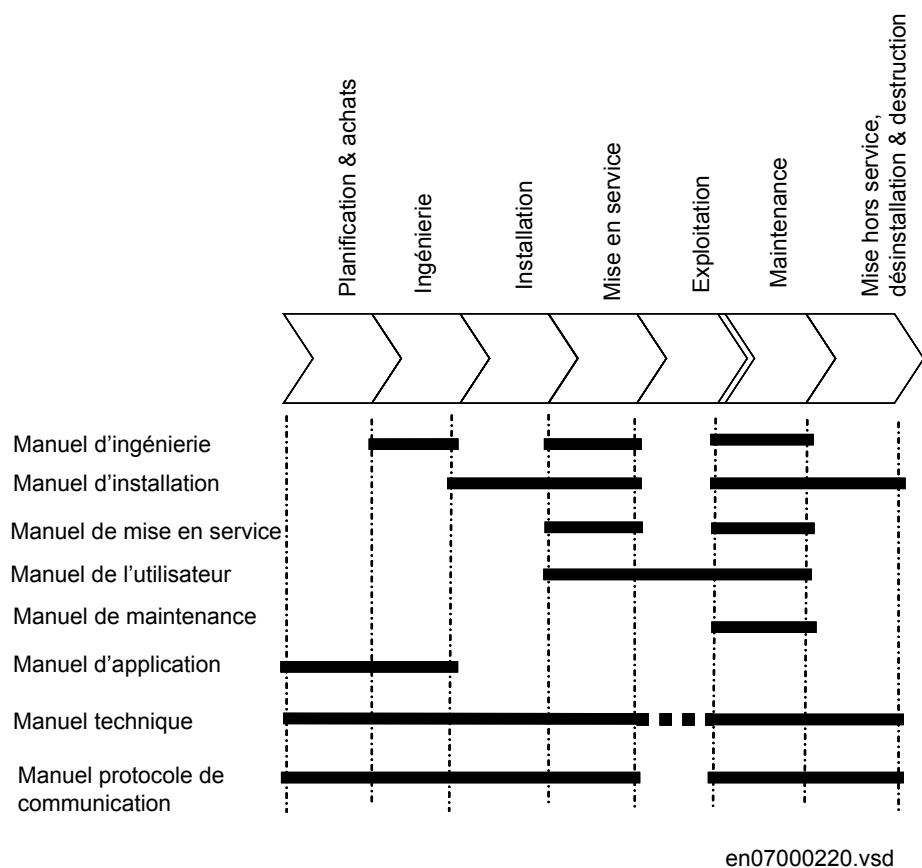 Planification & achats
Ingénierie
Installation
Mise en service
Exploitation
Maintenance
Mise hors service,
désinstallation & destruction
Manuel d’ingénierie
Manuel d’installation
Manuel de mise en service
Manuel de l’utilisateur
Manuel de maintenance
Manuel d’application
Manuel technique
Manuel protocole de
communication
en07000220.vsd